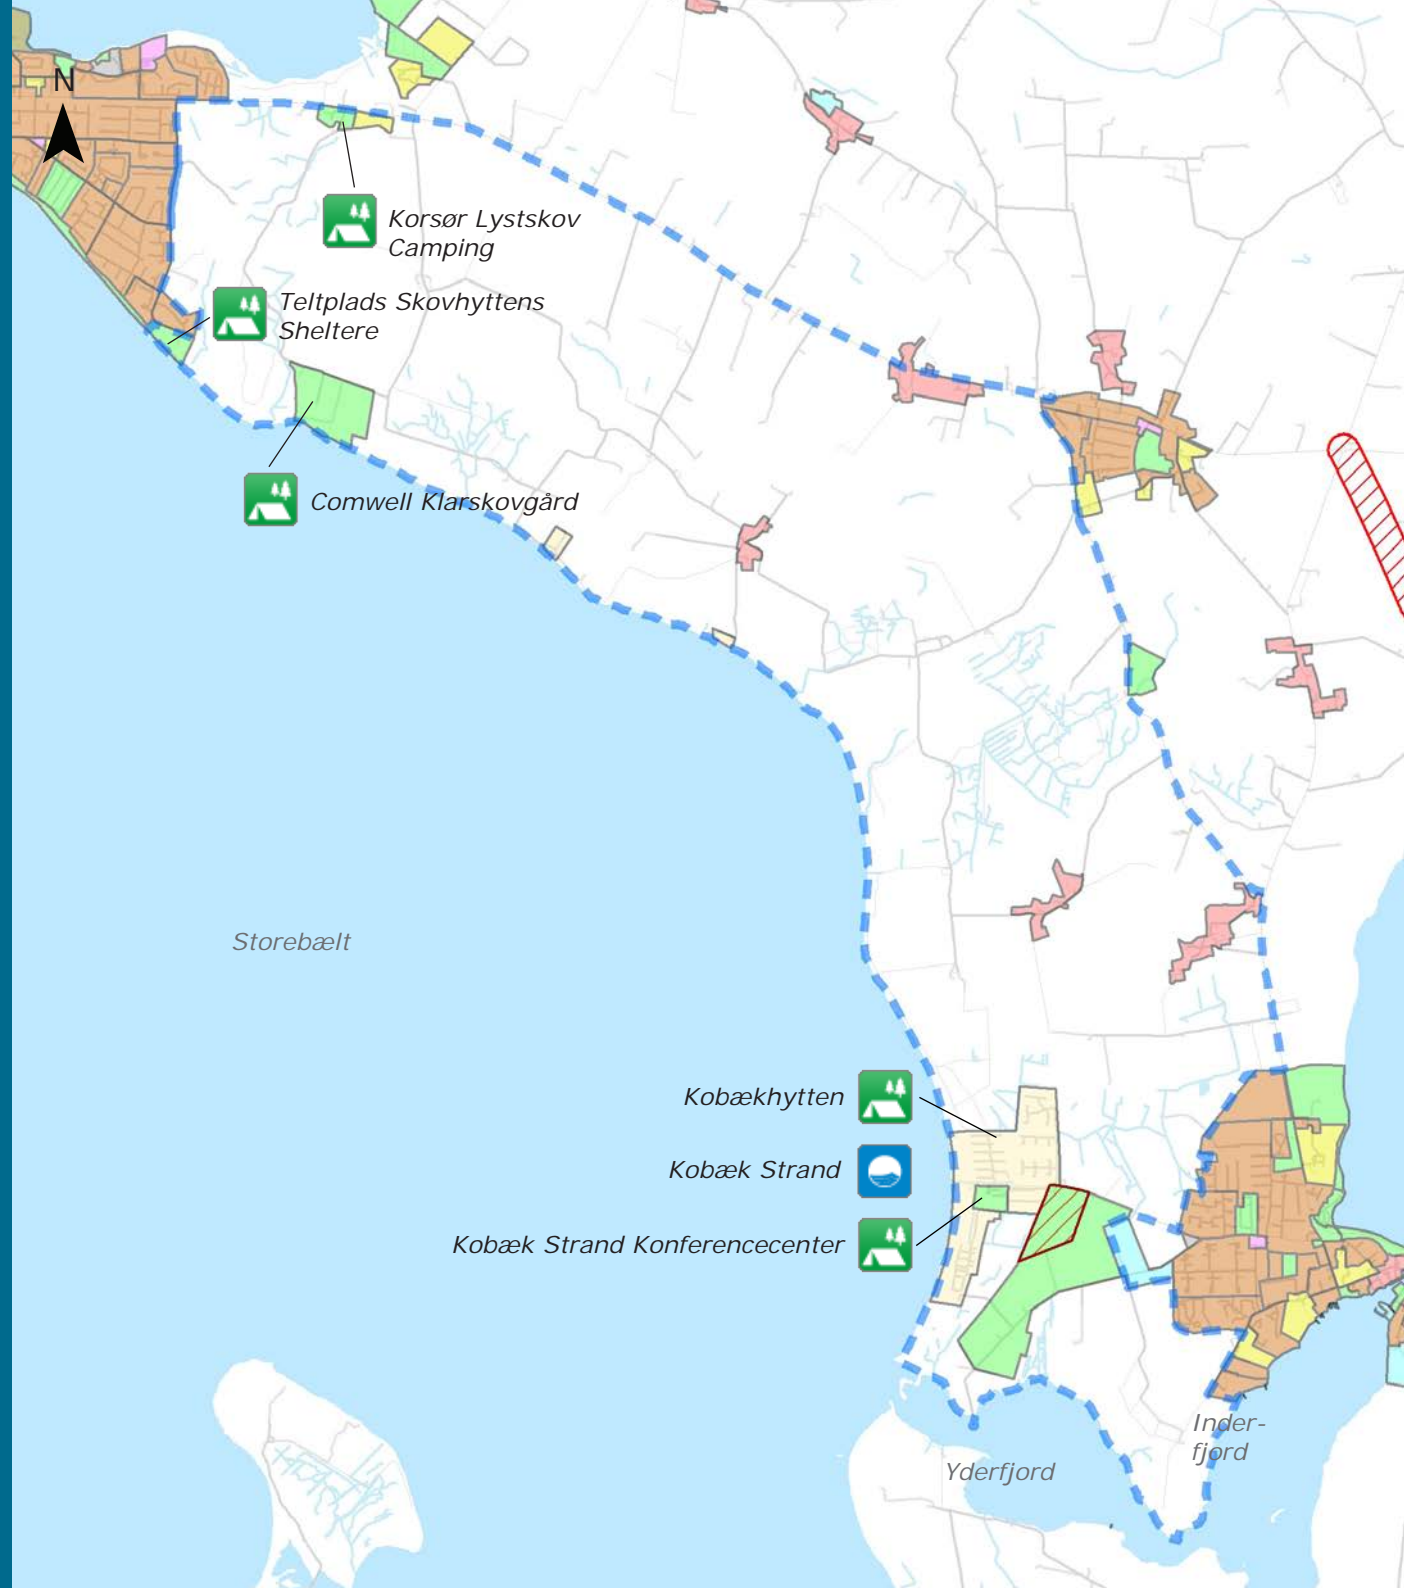 N
Korsør Lystskov
Camping
Teltplads Skovhyttens
Sheltere
Comwell Klarskovgård
Storebælt
Kobækhytten
Kobæk Strand
Kobæk Strand Konferencecenter
Inder-
fjord
Yderfjord